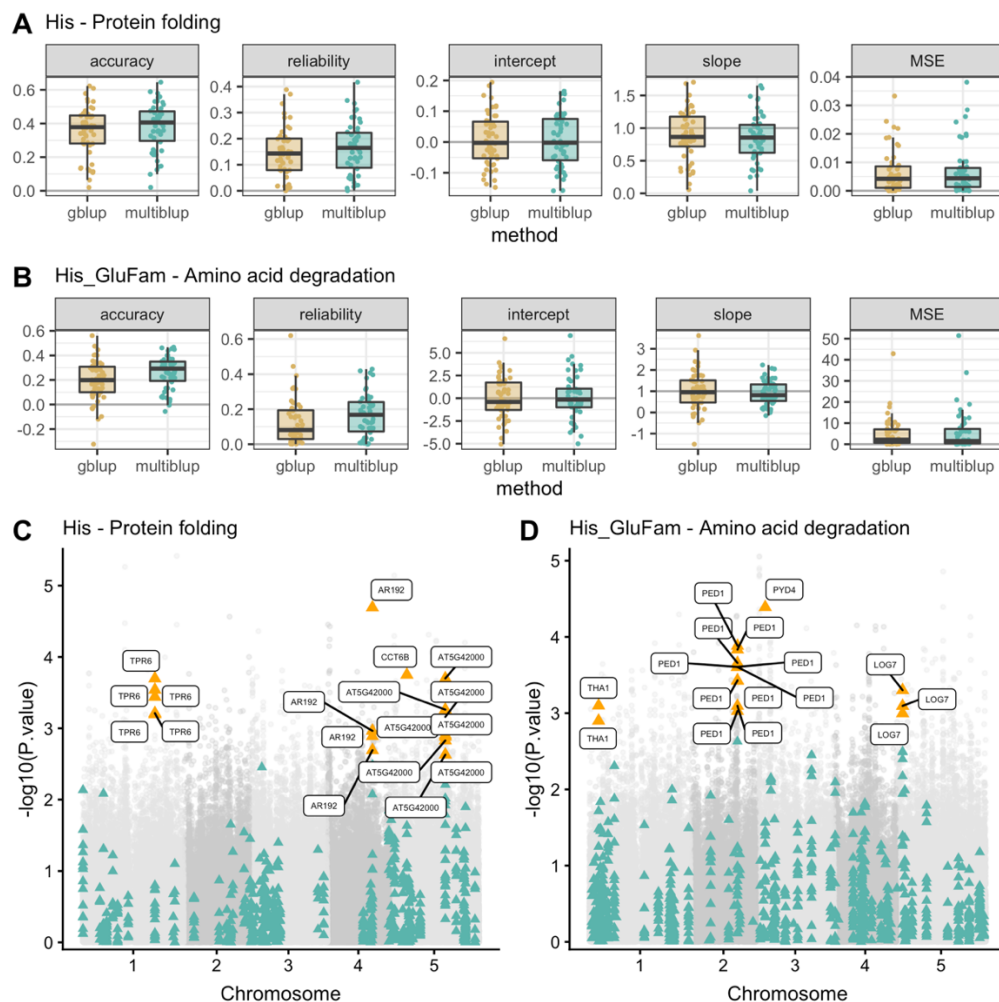 A His - Protein folding
accuracy reliability intercept slope MSE
0.6
0.4
0.2
0.0
0.4
0.3
0.2
0.1
0.0
0.2
0.1
0.0
-0.1
1.5
1.0
0.5
0.0
0.04
0.03
0.02
0.01
0.00
gblup multiblup gblup multiblup gblup multiblup gblup multiblup gblup multiblup
method
B His_GluFam - Amino acid degradation
accuracy reliability intercept slope MSE
0.6
0.4
0.2
0.0
-0.2
0.6
0.4
0.2
0.0
5.0
2.5
0.0
-2.5
-5.0
3
2
1
0
-1
50
40
30
20
10
0
gblup multiblup gblup multiblup gblup multiblup gblup multiblup gblup multiblup
method
C His - Protein folding
-log10(P.value)
5
4
3
2
1
0
AR192
TPR6
CCT6B
AT5G42000
TPR6
TPR6
AT5G42000
AT5G42000
AR192
TPR6
TPR6
AR192
AT5G42000
AT5G42000
AT5G42000
AT5G42000
AR192
AT5G42000
1 2 3 4 5
Chromosome
D His_GluFam - Amino acid degradation
-log10(P.value)
5
4
3
2
1
0
PED1
PYD4
PED1
PED1
PED1
PED1
LOG7
THA1
PED1
PED1
PED1
LOG7
THA1
PED1
PED1
LOG7
1 2 3 4 5
Chromosome